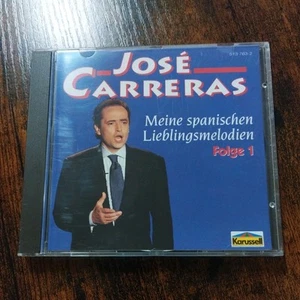 JOSÉ
CARRERAS
Meine spanischen
Lieblingsmelodien
Folge 1
Karussell